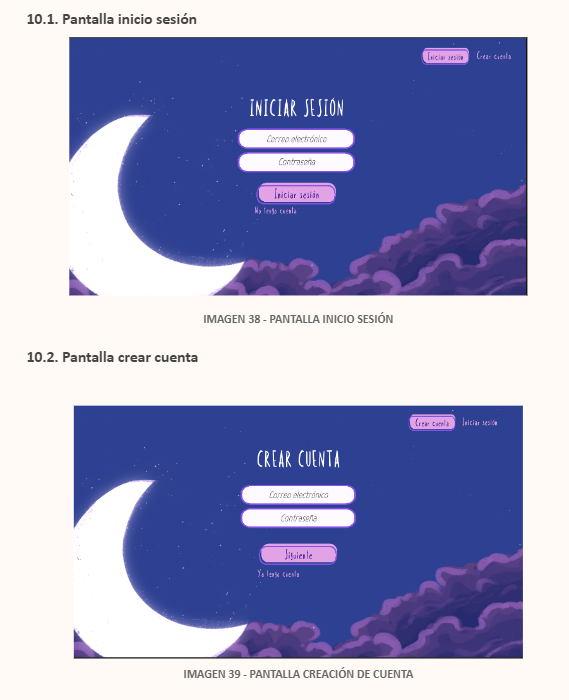 10.1. Pantalla inicio sesión
Iniciar sesión Crear cuenta
INICIAR SESIÓN
Correo electrónico
Contraseña
Iniciar sesión
No tengo cuenta
IMAGEN 38 - PANTALLA INICIO SESIÓN
10.2. Pantalla crear cuenta
Crear cuenta Iniciar sesión
CREAR CUENTA
Correo electrónico
Contraseña
Siguiente
Ya tengo cuenta
IMAGEN 39 - PANTALLA CREACIÓN DE CUENTA